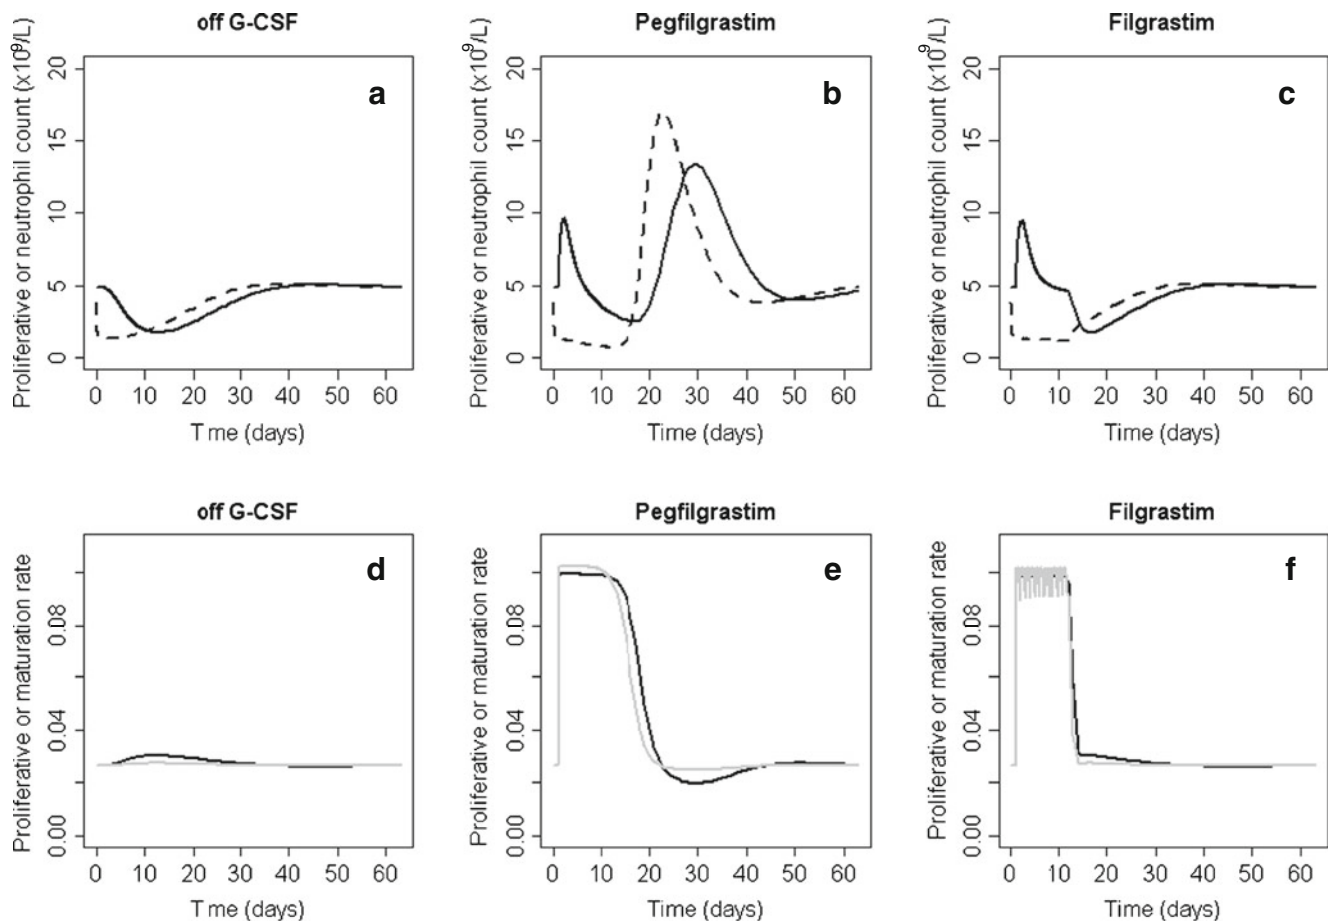 off G-CSF
Proliferative or neutrophil count (x10^9/L)
20
15
10
5
0
a
0 10 20 30 40 50 60
T me (days)
Pegfilgrastim
Proliferative or neutrophil count (x10^9/L)
20
15
10
5
0
b
0 10 20 30 40 50 60
Time (days)
Filgrastim
Proliferative or neutrophil count (x10^9/L)
20
15
10
5
0
c
0 10 20 30 40 50 60
Time (days)
off G-CSF
Proliferative or maturation rate
0.08
0.04
0.00
d
0 10 20 30 40 50 60
T me (days)
Pegfilgrastim
Proliferative or maturation rate
0.08
0.04
0.00
e
0 10 20 30 40 50 60
Time (days)
Filgrastim
Proliferative or maturation rate
0.08
0.04
0.00
f
0 10 20 30 40 50 60
Time (days)